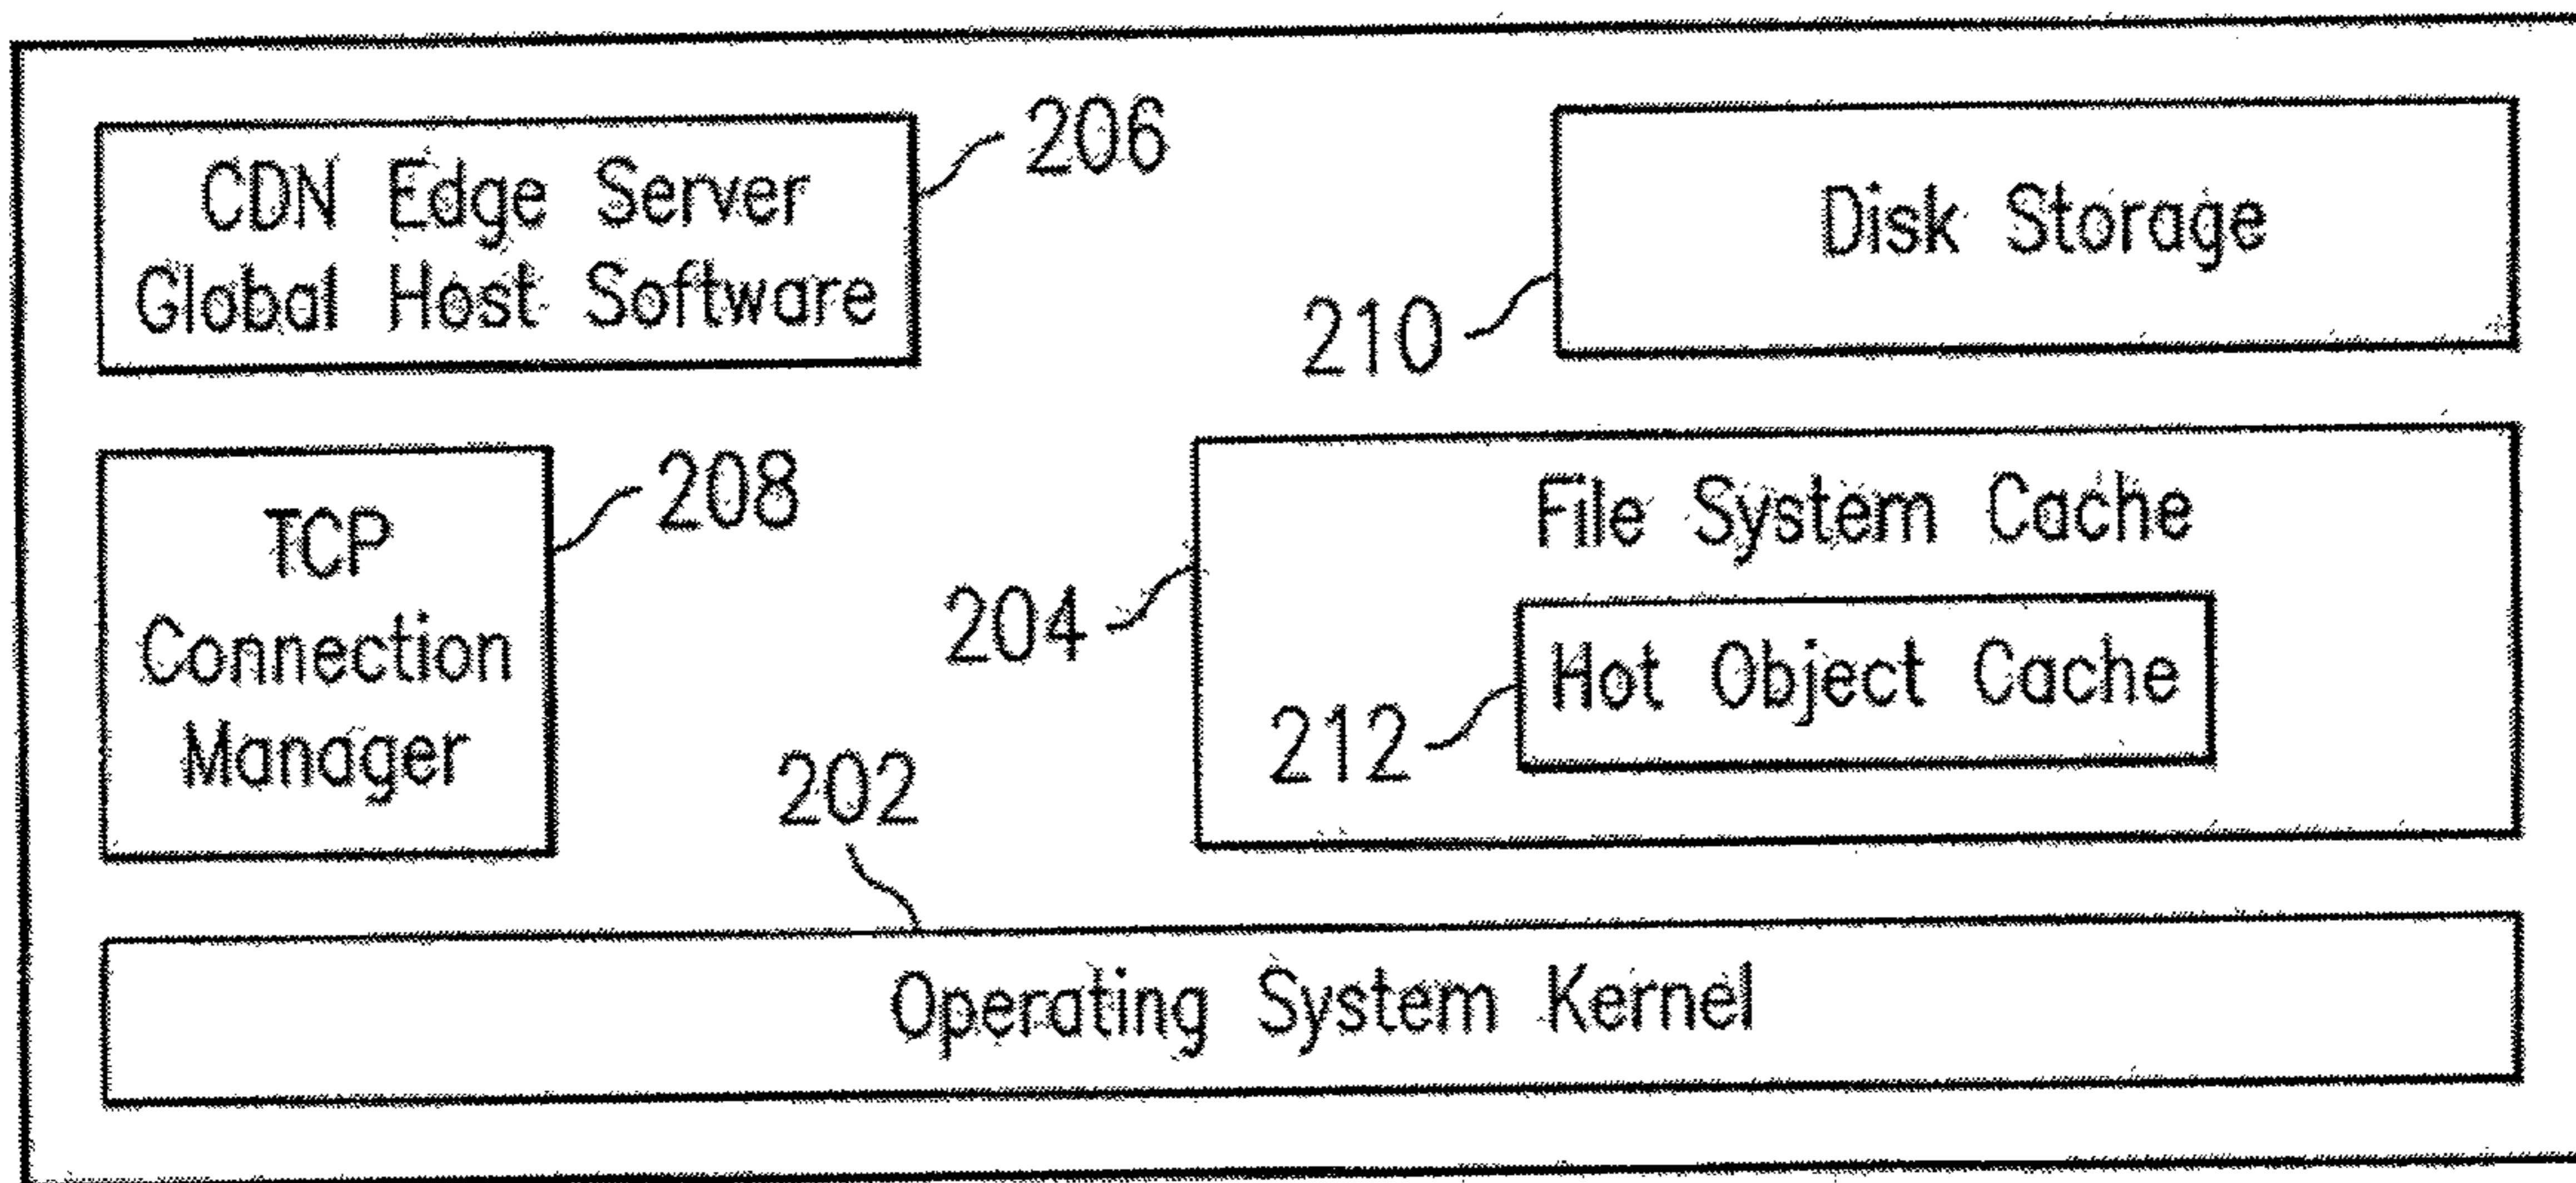 CDN Edge Server
Global Host Software
206
Disk Storage
210
TCP
Connection
Manager
208
File System Cache
204
Hot Object Cache
212
202
Operating System Kernel